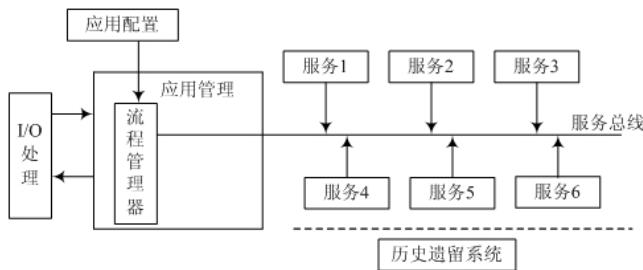 应用配置
服务1
服务2
服务3
应用管理
I/O
处理
流程管理器
服务总线
服务4
服务5
服务6
历史遗留系统